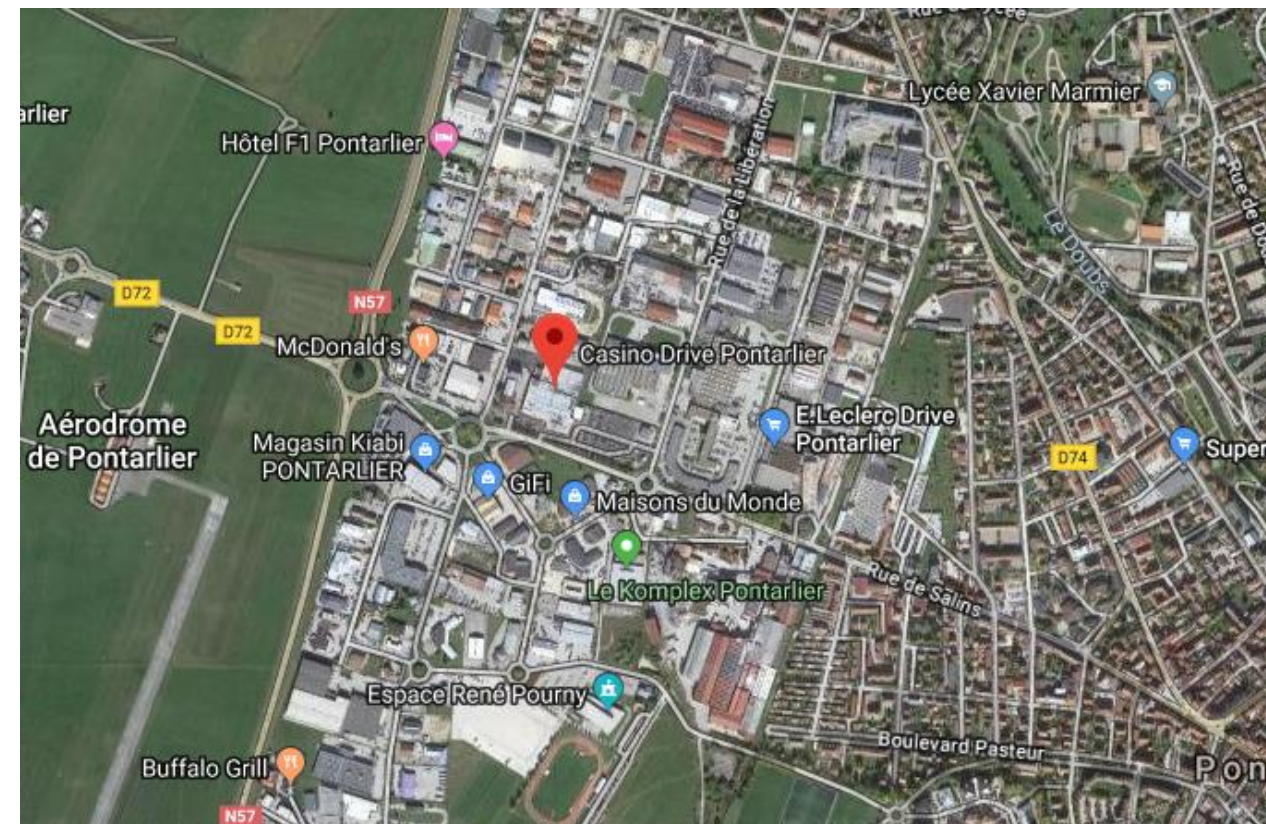 Lycée Xavier Marmier
arlier
Hôtel F1 Pontarlier
Rue de la Libération
Le Doubs
D72
N57
D72
McDonald's
Casino Drive Pontarlier
Aérodrome
de Pontarlier
E.Leclerc Drive
Pontarlier
Magasin Kiabi
PONTARLIER
D74
Super
GiFi
Maisons du Monde
Le Komplex Pontarlier
Rue de Salins
Espace René Pourny
Boulevard Pasteur
Buffalo Grill
Pon
N57